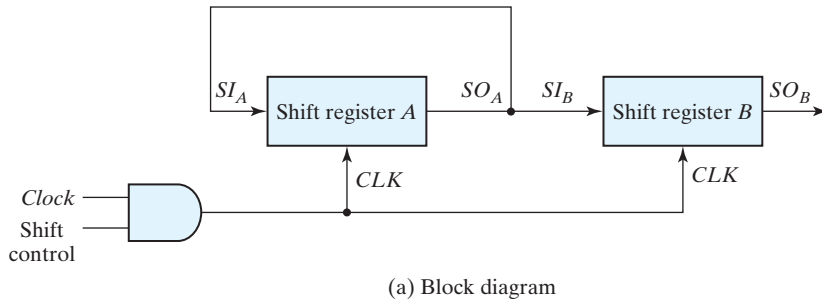 SI_A
Shift register A
SO_A
SI_B
Shift register B
SO_B
CLK
CLK
Clock
Shift
control
(a) Block diagram